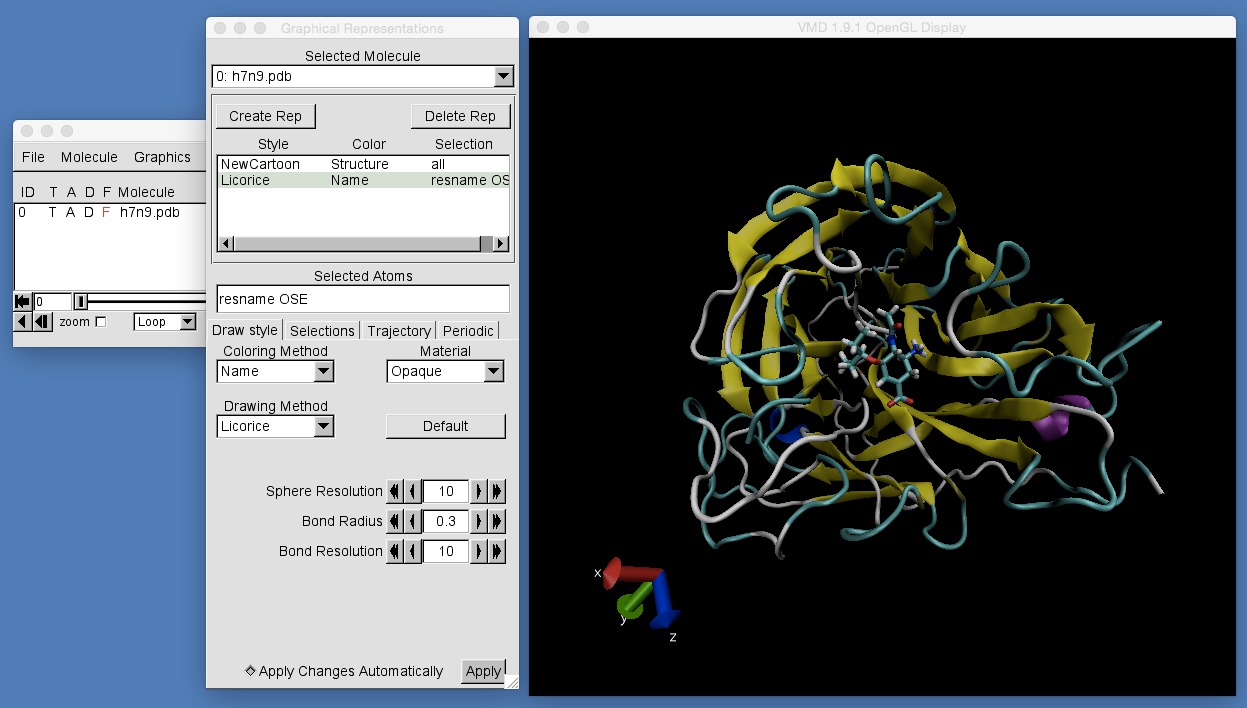 Graphical Representations
Selected Molecule
0: h7n9.pdb
Create Rep Delete Rep
Style Color Selection
NewCartoon Structure all
Licorice Name resname OS
Selected Atoms
resname OSE
Draw style Selections Trajectory Periodic
Coloring Method Material
Name Opaque
Drawing Method
Licorice Default
Sphere Resolution 10
Bond Radius 0.3
Bond Resolution 10
Apply Changes Automatically Apply
File Molecule Graphics
ID T A D F Molecule
0 T A D F h7n9.pdb
0
zoom Loop
VMD 1.9.1 OpenGL Display
x
y
z